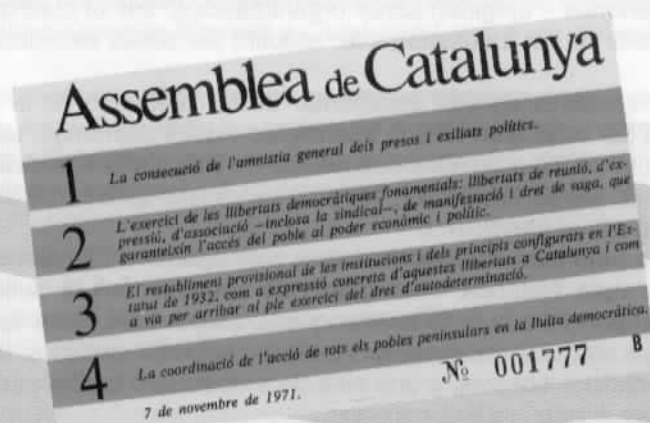 Assemblea de Catalunya
1 La consecució de l'amnistia general dels presos i exiliats polítics.
2 L'exercici de les llibertats democràtiques fonamentals: llibertats de reunió, d'ex-
pressió, d'associació —inclosa la sindical—, de manifestació i dret de vaga, que
garanteixin l'accés del poble al poder econòmic i polític.
3 El restabliment provisional de les institucions i dels principis configurats en l'Es-
tatut de 1932, com a expressió concreta d'aquestes llibertats a Catalunya i com
a via per arribar al ple exercici del dret d'autodeterminació.
4 La coordinació de l'acció de tots els pobles peninsulars en la lluita democràtica.
7 de novembre de 1971. Nº 001777 B